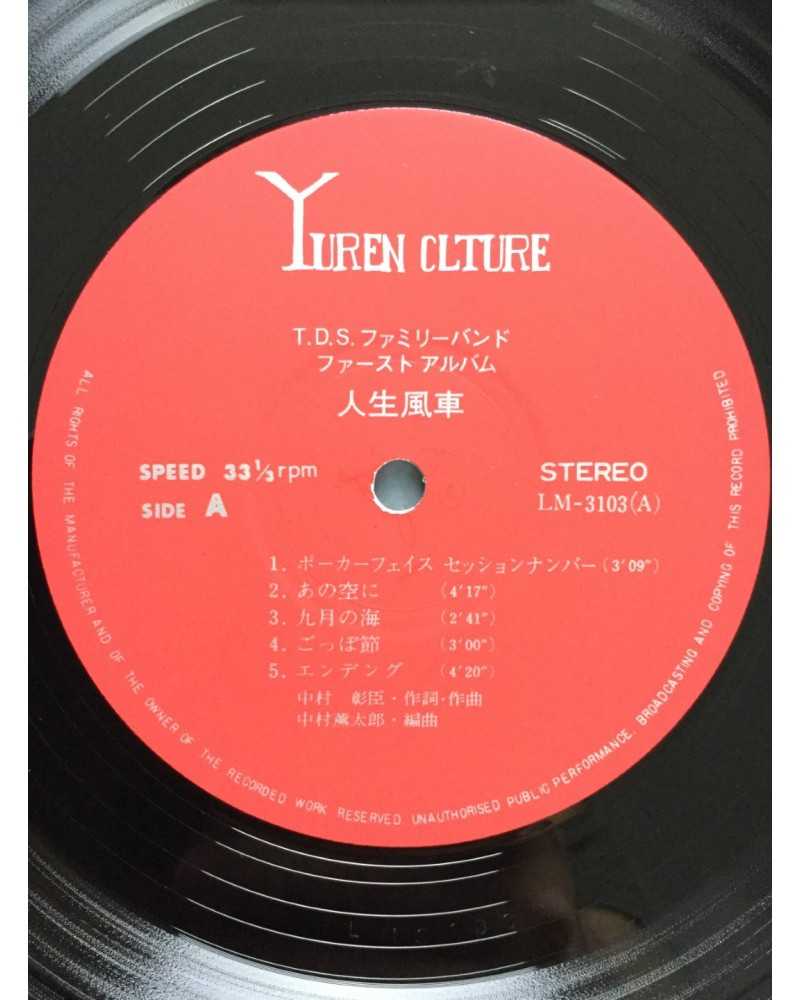 YUREN CLTURE
T.D.S.ファミリーバンド
ファースト アルバム
人生風車
SPEED 33 1/3 rpm
SIDE A
STEREO
LM-3103(A)
1. ポーカーフェイス セッションナンバー(3′09″)
2. あの空に (4′17″)
3. 九月の海 (2′41″)
4. ごっぽ節 (3′00″)
5. エンデング (4′20″)
中村 彰臣・作詞・作曲
中村薫太郎・編曲
ALL RIGHTS OF THE MANUFACTURER AND OF THE OWNER OF THE RECORDED WORK RESERVED UNAUTHORISED PUBLIC PERFORMANCE. BROADCASTING AND COPYING OF THIS RECORD PROHIBITED